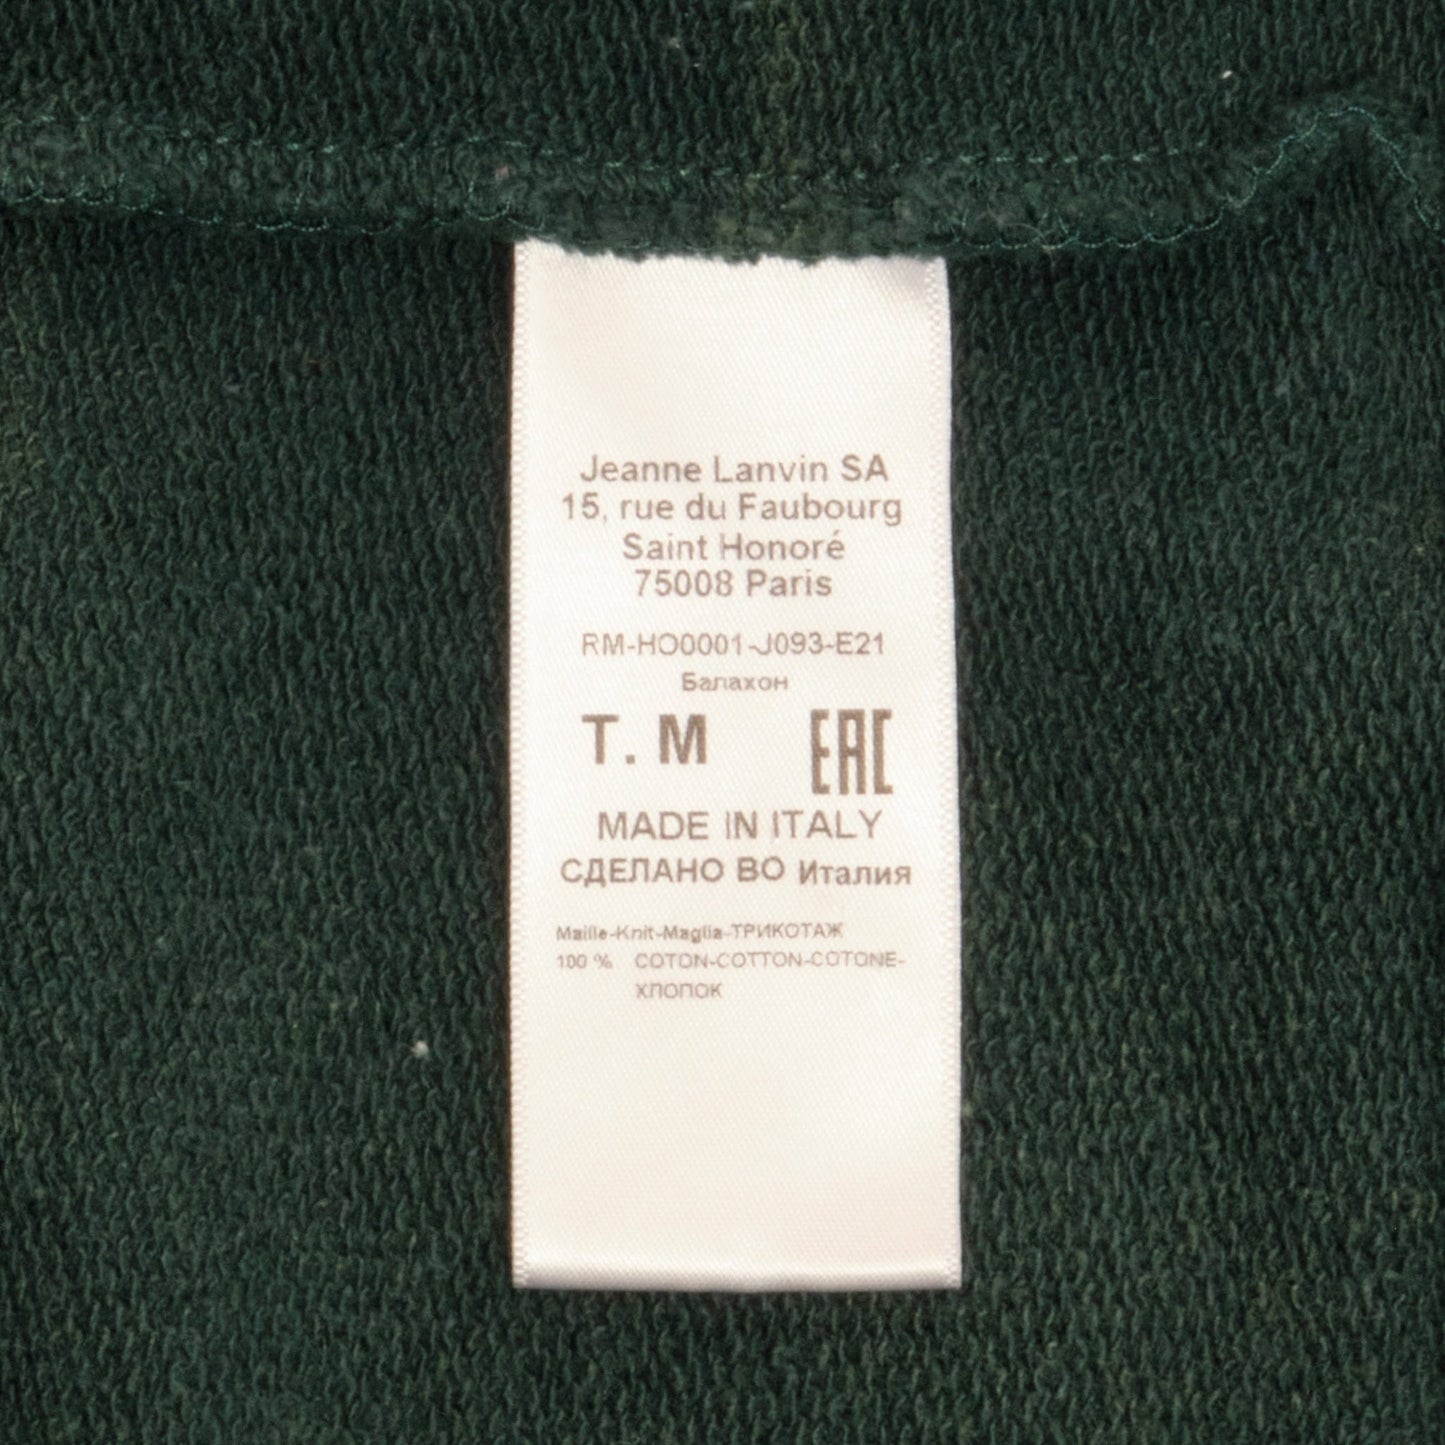 Jeanne Lanvin SA
15, rue du Faubourg
Saint Honoré
75008 Paris
RM-HO0001-J093-E21
Балахон
T. M EAC
MADE IN ITALY
СДЕЛАНО ВО Италия
Maille-Knit-Maglia-ТРИКОТАЖ
100 % COTON-COTTON-COTONE-
ХЛОПОК